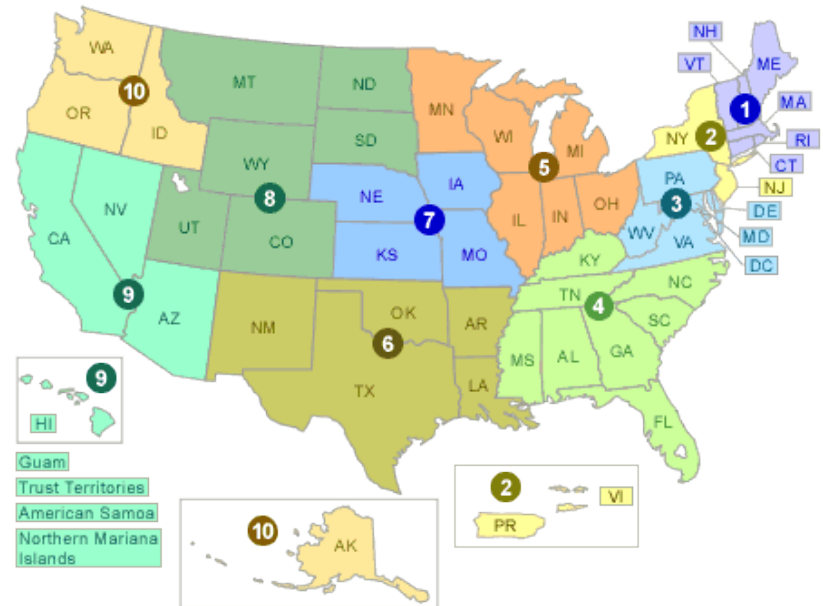 NH
WA
VT
ME
MT
ND
10
MN
MA
OR
ID
WI
MI
NY
2
1
RI
SD
CT
WY
5
PA
NJ
8
NE
IA
3
DE
NV
IL
IN
OH
UT
7
WV
MD
CA
CO
KS
MO
VA
DC
KY
9
NC
TN
4
AZ
NM
OK
AR
SC
6
MS
AL
GA
TX
LA
9
HI
FL
Guam
Trust Territories
American Samoa
Northern Mariana
Islands
2
VI
PR
10
AK